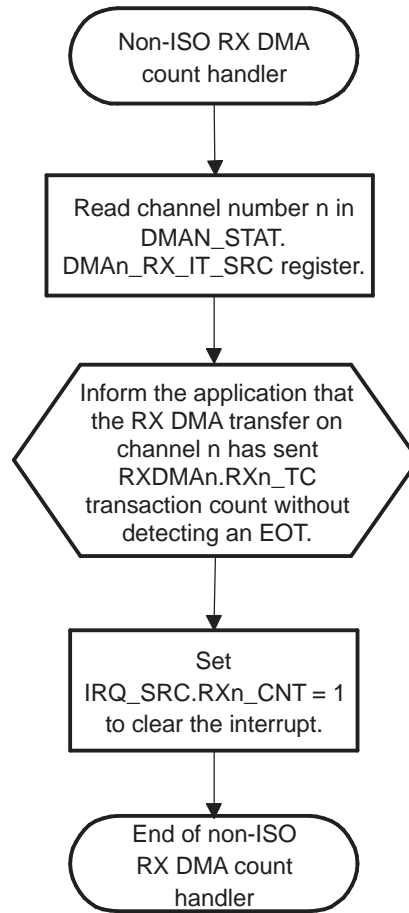 Non-ISO RX DMA
count handler
Read channel number n in
DMAN_STAT.
DMAn_RX_IT_SRC register.
Inform the application that
the RX DMA transfer on
channel n has sent
RXDMAn.RXn_TC
transaction count without
detecting an EOT.
Set
IRQ_SRC.RXn_CNT = 1
to clear the interrupt.
End of non-ISO
RX DMA count
handler